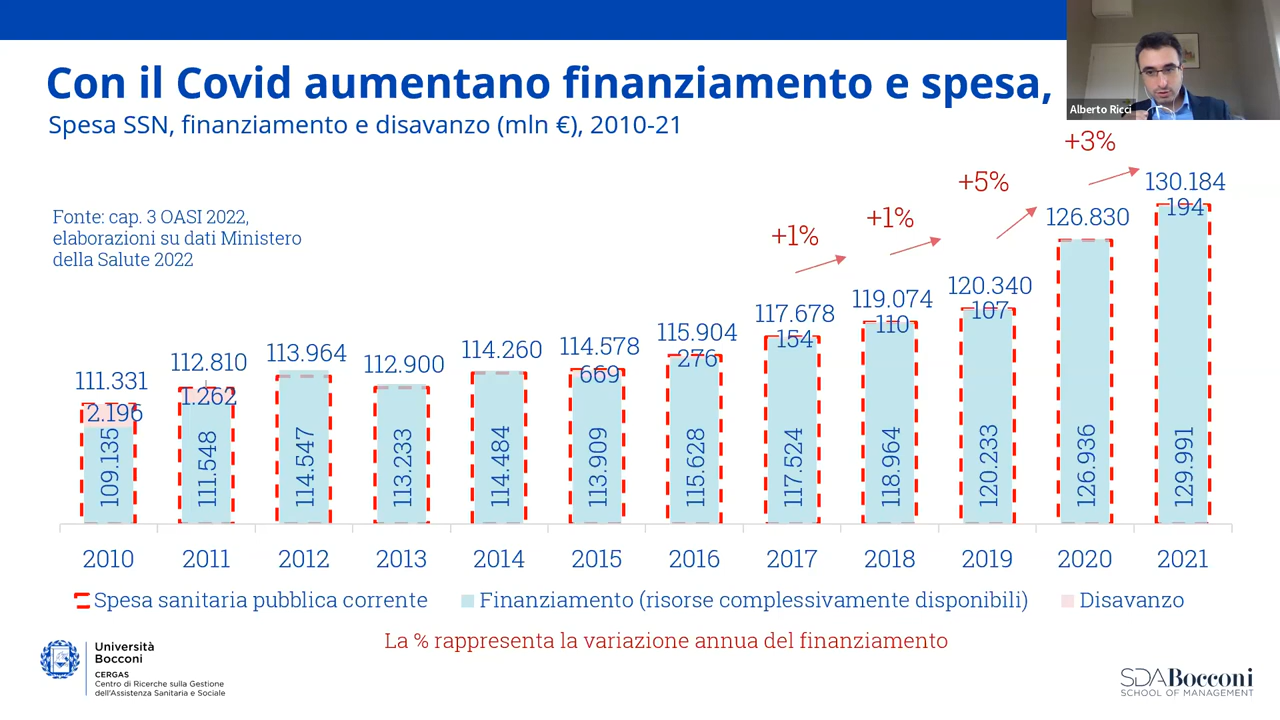 Con il Covid aumentano finanziamento e spesa,
Spesa SSN, finanziamento e disavanzo (mln €), 2010-21
Alberto Ricci
Fonte: cap. 3 OASI 2022,
elaborazioni su dati Ministero
della Salute 2022
+1% +1% +5% +3%
111.331 112.810 113.964 112.900 114.260 114.578 115.904 117.678 119.074 120.340 126.830 130.184
2.196 1.262 669 276 154 110 107 194
109.135 111.548 114.547 113.233 114.484 113.909 115.628 117.524 118.964 120.233 126.936 129.991
2010 2011 2012 2013 2014 2015 2016 2017 2018 2019 2020 2021
Spesa sanitaria pubblica corrente Finanziamento (risorse complessivamente disponibili) Disavanzo
La % rappresenta la variazione annua del finanziamento
Università
Bocconi
CERGAS
Centro di Ricerche sulla Gestione
dell'Assistenza Sanitaria e Sociale
SDA Bocconi
SCHOOL OF MANAGEMENT